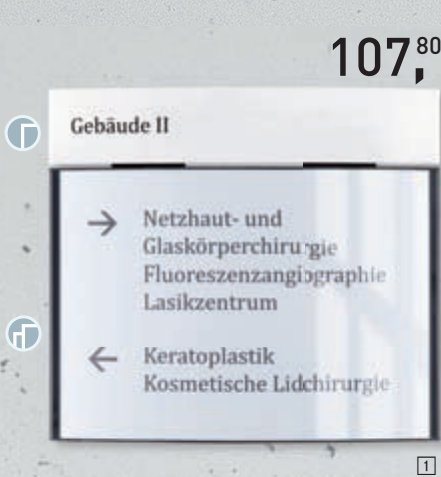 107,80
Gebäude II
→ Netzhaut- und
Glaskörperchirurgie
Fluoreszenzangiographie
Lasikzentrum
← Keratoplastik
Kosmetische Lidchirurgie
1